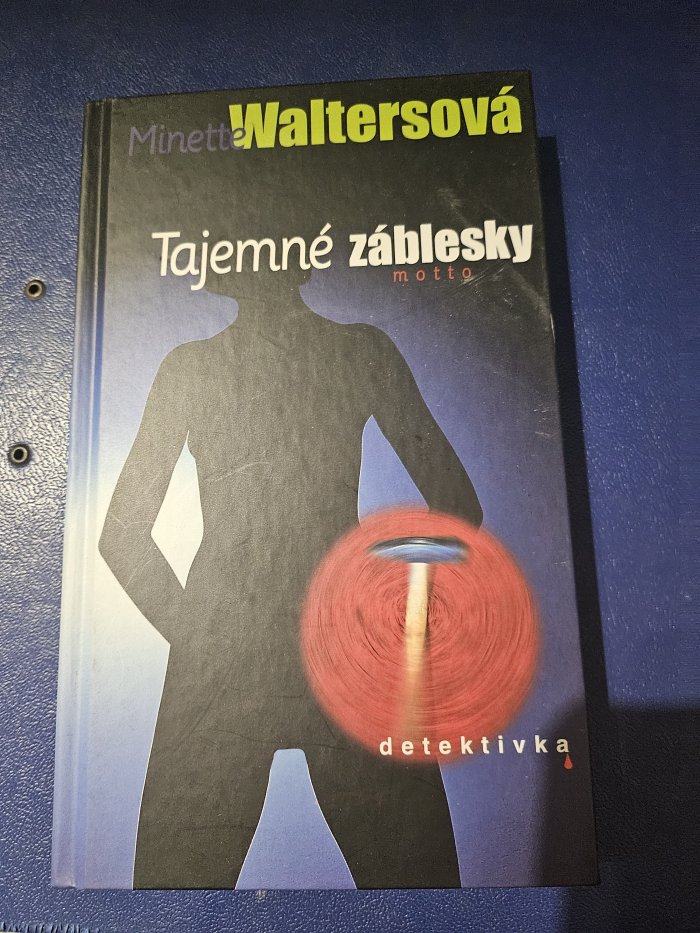 Minette Waltersová
Tajemné záblesky
motto
detektivka